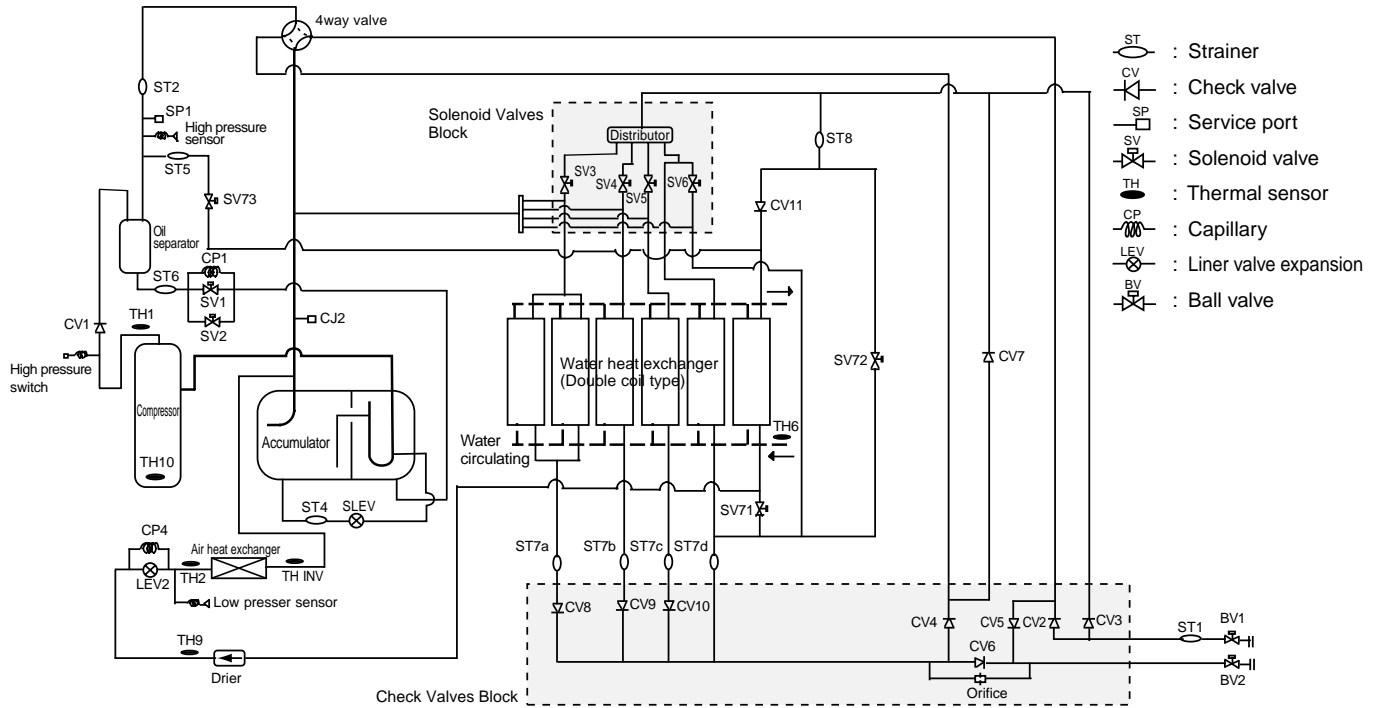 4way valve
ST2
SP1
High pressure
sensor
ST5
SV73
Oil
separator
CP1
ST6
SV1
SV2
CV1
TH1
High pressure
switch
Compressor
TH10
CJ2
Accumulator
ST4
SLEV
CP4
Air heat exchanger
LEV2
TH2
TH INV
Low presser sensor
TH9
Drier
Solenoid Valves
Block
Distributor
SV3
SV4
SV5
SV6
ST8
CV11
Water heat exchanger
(Double coil type)
SV72
CV7
Water
circulating
TH6
SV71
ST7a
ST7b
ST7c
ST7d
CV8
CV9
CV10
CV4
CV5
CV2
CV3
CV6
Orifice
ST1
BV1
BV2
Check Valves Block
ST : Strainer
CV : Check valve
SP : Service port
SV : Solenoid valve
TH : Thermal sensor
CP : Capillary
LEV : Liner valve expansion
BV : Ball valve